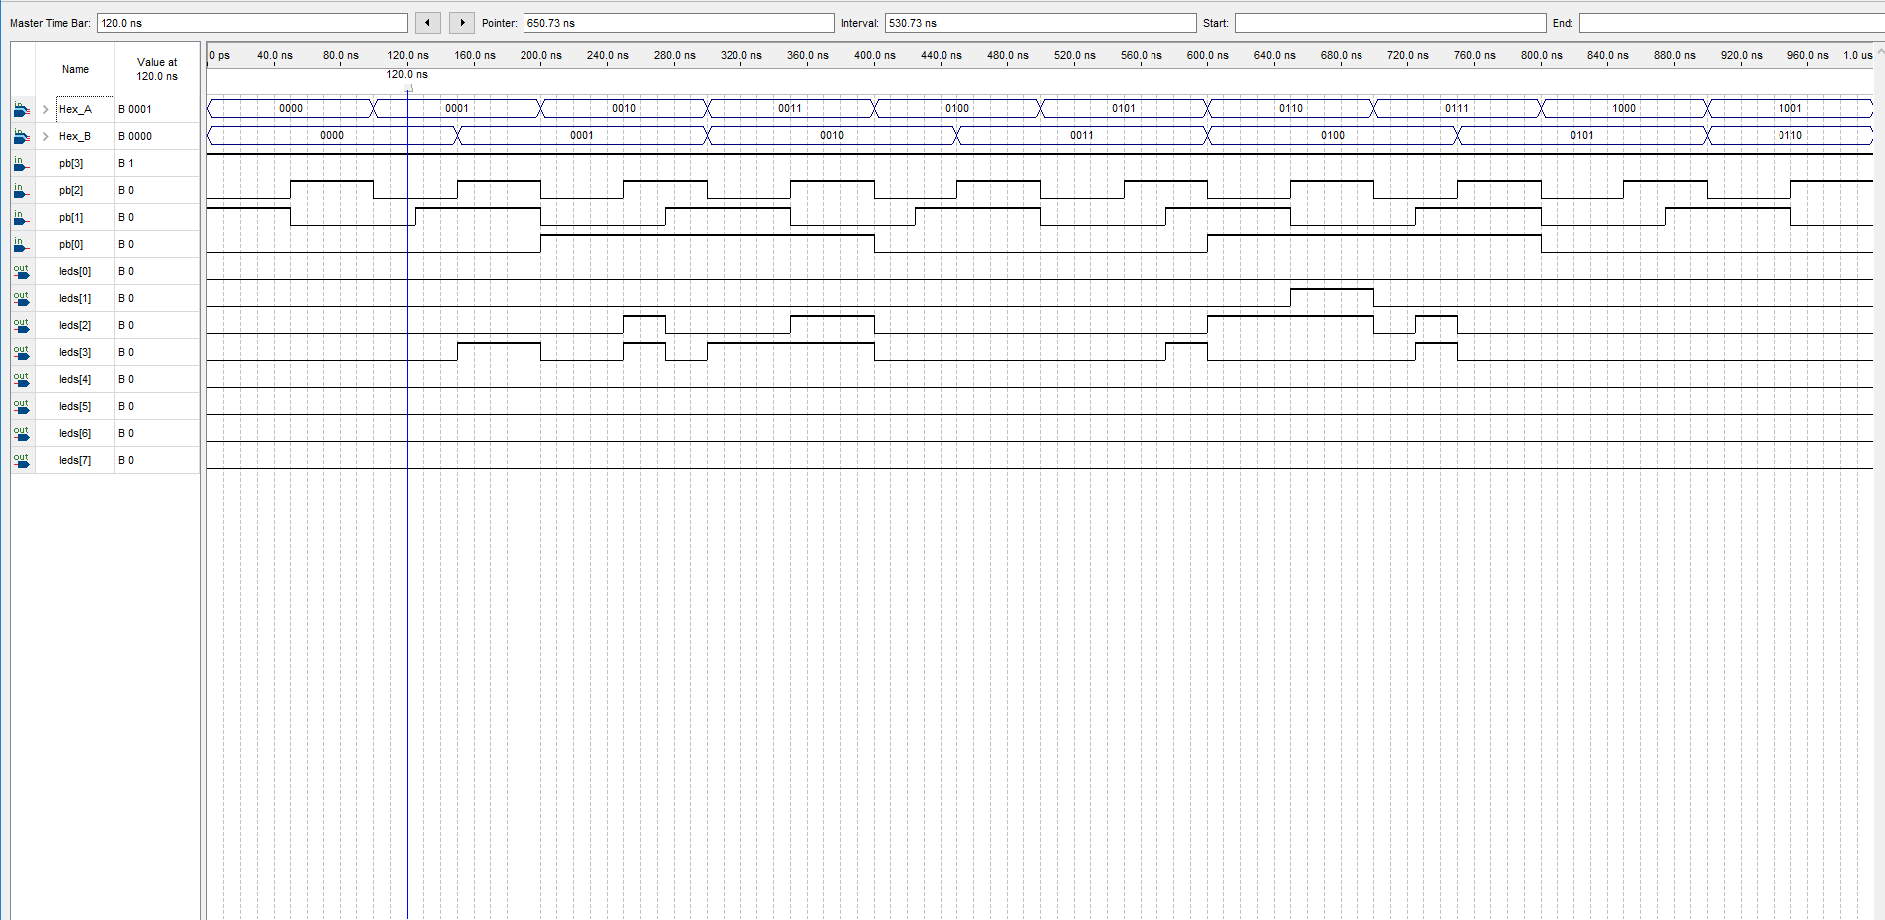 Master Time Bar: 120.0 ns Pointer: 650.73 ns Interval: 530.73 ns Start: End:
Name Value at 120.0 ns 0 ps 40.0 ns 80.0 ns 120.0 ns 160.0 ns 200.0 ns 240.0 ns 280.0 ns 320.0 ns 360.0 ns 400.0 ns 440.0 ns 480.0 ns 520.0 ns 560.0 ns 600.0 ns 640.0 ns 680.0 ns 720.0 ns 760.0 ns 800.0 ns 840.0 ns 880.0 ns 920.0 ns 960.0 ns 1.0 us
120.0 ns
in > Hex_A B 0001 0000 0001 0010 0011 0100 0101 0110 0111 1000 1001
in > Hex_B B 0000 0000 0001 0010 0011 0100 0101 0110
in pb[3] B 1
in pb[2] B 0
in pb[1] B 0
in pb[0] B 0
out leds[0] B 0
out leds[1] B 0
out leds[2] B 0
out leds[3] B 0
out leds[4] B 0
out leds[5] B 0
out leds[6] B 0
out leds[7] B 0